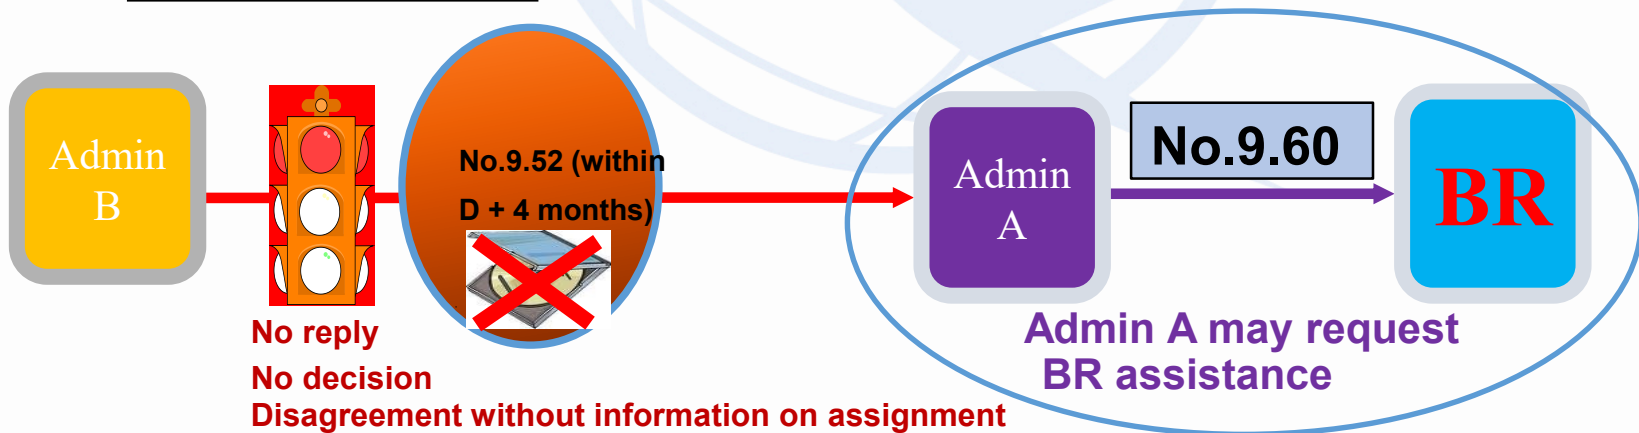 Admin
B
No.9.52 (within
D + 4 months)
No reply
No decision
Disagreement without information on assignment
Admin
A
No.9.60
BR
Admin A may request
BR assistance